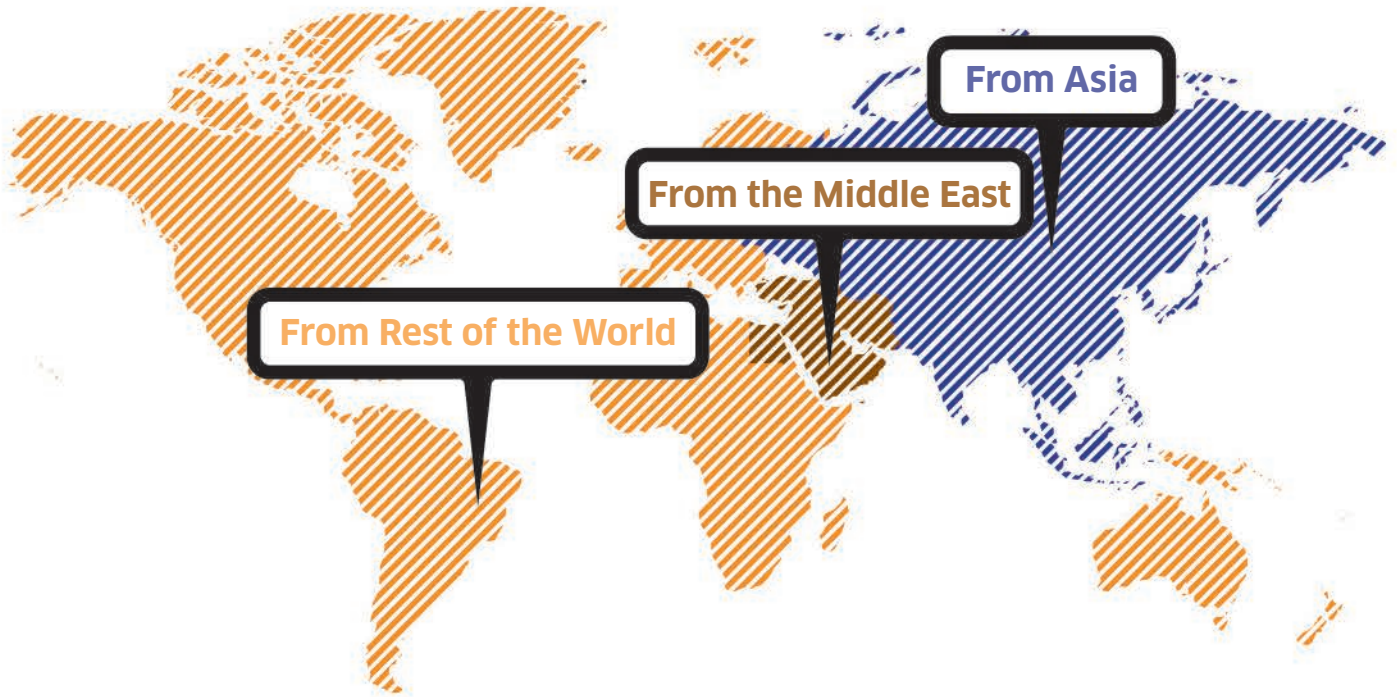 From Asia
From the Middle East
From Rest of the World